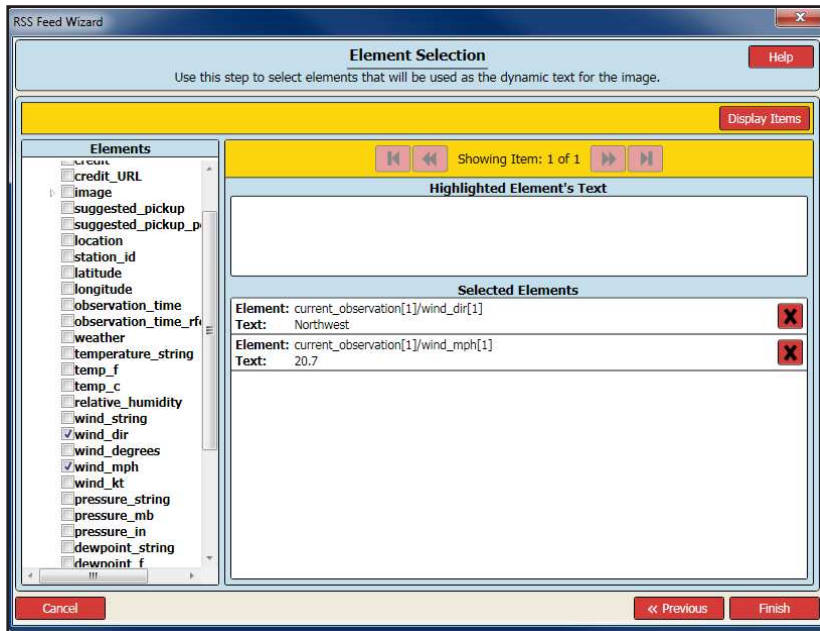 RSS Feed Wizard
Element Selection
Help
Use this step to select elements that will be used as the dynamic text for the image.
Display Items
Elements
credit
credit_URL
image
suggested_pickup
suggested_pickup_p
location
station_id
latitude
longitude
observation_time
observation_time_rf
weather
temperature_string
temp_f
temp_c
relative_humidity
wind_string
wind_dir
wind_degrees
wind_mph
wind_kt
pressure_string
pressure_mb
pressure_in
dewpoint_string
dewpoint_f
Showing Item: 1 of 1
Highlighted Element's Text
Selected Elements
Element: current_observation[1]/wind_dir[1]
Text: Northwest
Element: current_observation[1]/wind_mph[1]
Text: 20.7
Cancel
<< Previous
Finish